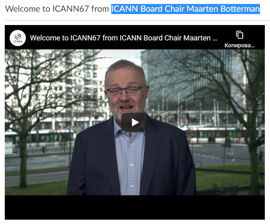 Welcome to ICANN67 from ICANN Board Chair Maarten Botterman
Welcome to ICANN67 from ICANN Board Chair Maarten ...
Копирова...